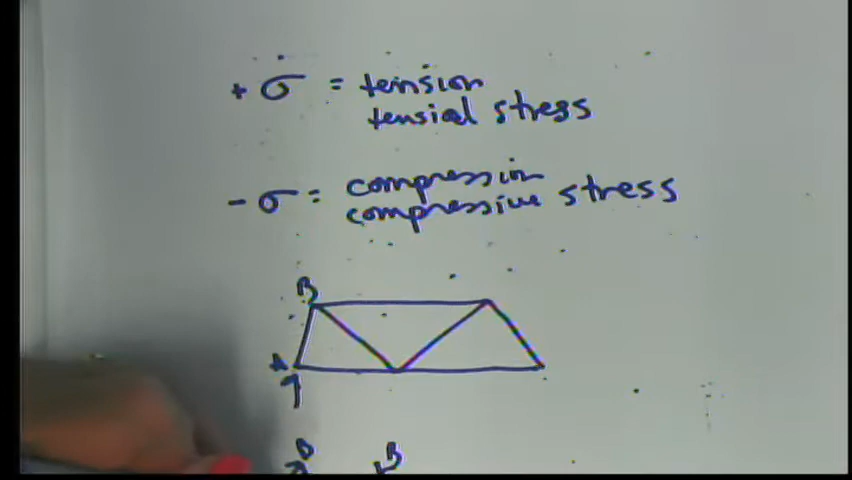 + σ = tension
tensial stress
- σ = compression
compressive stress
B
A
B
B